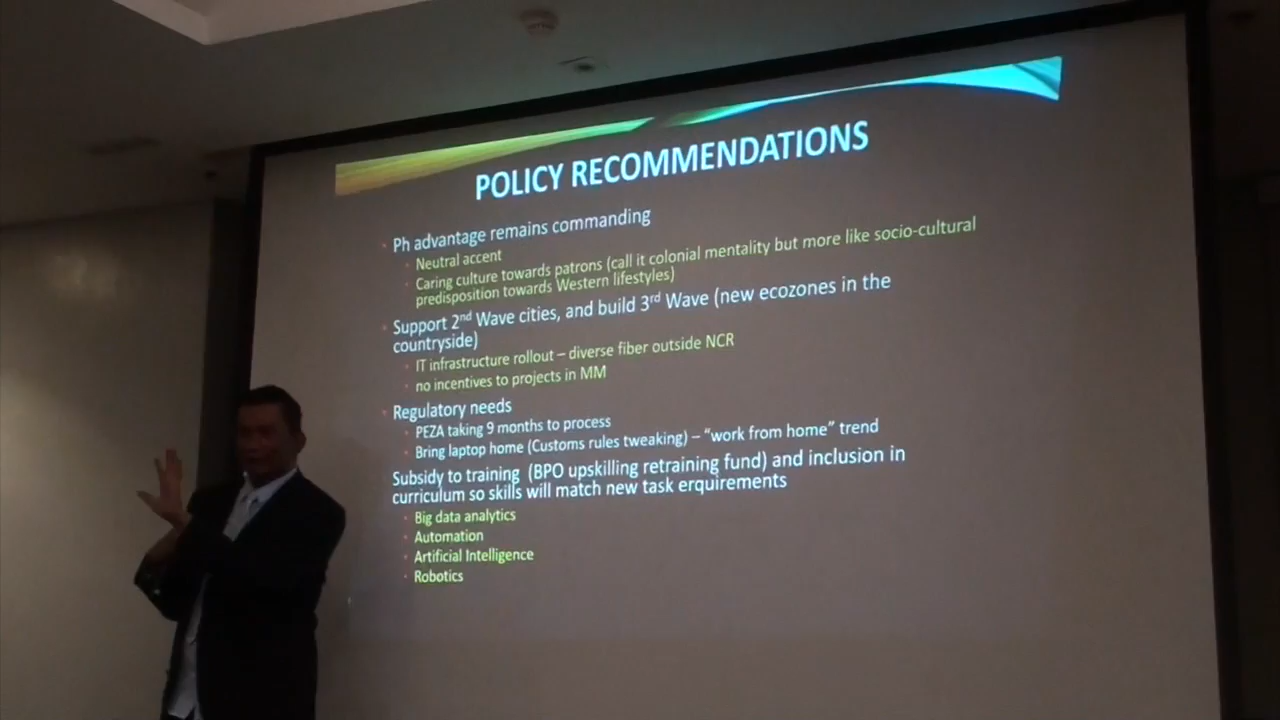 POLICY RECOMMENDATIONS
Ph advantage remains commanding
Neutral accent
Caring culture towards patrons (call it colonial mentality but more like socio-cultural
predisposition towards Western lifestyles)
Support 2nd Wave cities, and build 3rd Wave (new ecozones in the
countryside)
IT infrastructure rollout – diverse fiber outside NCR
no incentives to projects in MM
Regulatory needs
PEZA taking 9 months to process
Bring laptop home (Customs rules tweaking) – “work from home” trend
Subsidy to training (BPO upskilling retraining fund) and inclusion in
curriculum so skills will match new task erquirements
Big data analytics
Automation
Artificial Intelligence
Robotics